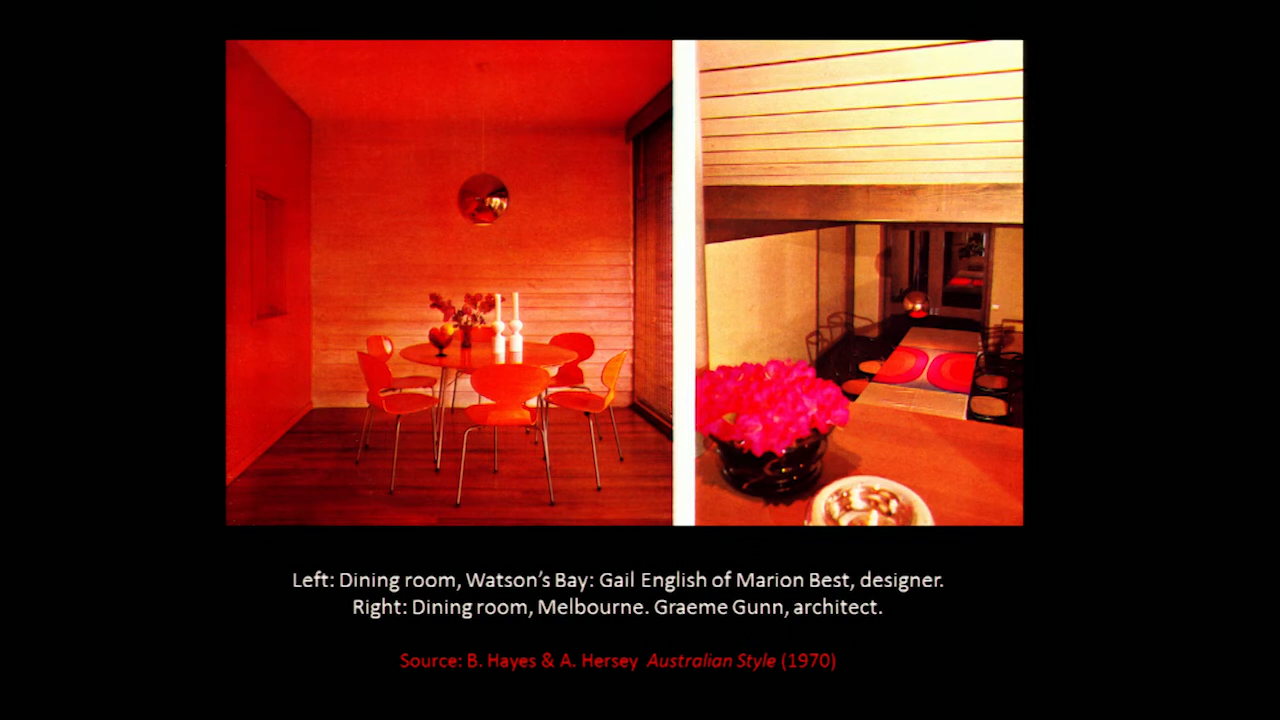 Left: Dining room, Watson’s Bay: Gail English of Marion Best, designer.
Right: Dining room, Melbourne. Graeme Gunn, architect.
Source: B. Hayes & A. Hersey Australian Style (1970)